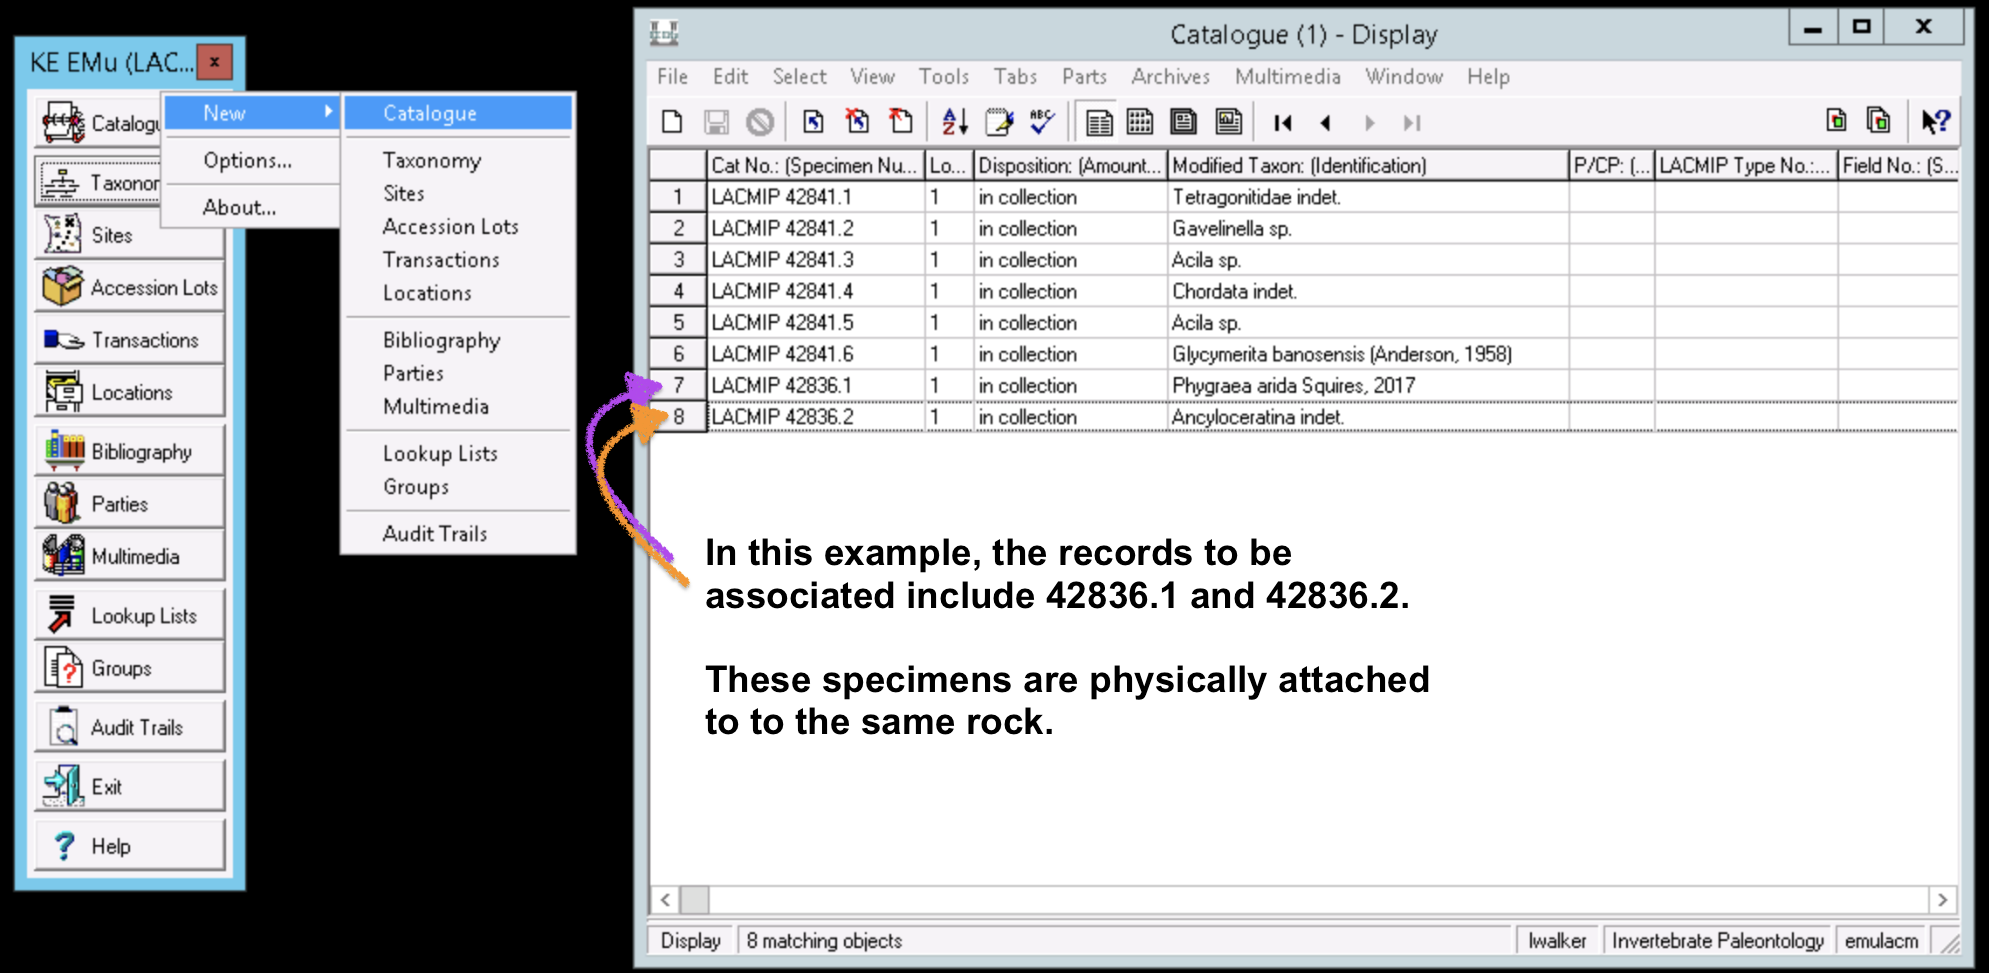 KE EMu (LAC...
Catalogu
Taxonor
Sites
Accession Lots
Transactions
Locations
Bibliography
Parties
Multimedia
Lookup Lists
Groups
Audit Trails
Exit
Help
New
Options...
About...
Catalogue
Taxonomy
Sites
Accession Lots
Transactions
Locations
Bibliography
Parties
Multimedia
Lookup Lists
Groups
Audit Trails
Catalogue (1) - Display
File Edit Select View Tools Tabs Parts Archives Multimedia Window Help
Cat No.: (Specimen Nu... Lo... Disposition: (Amount... Modified Taxon: (Identification) P/CP: (... LACMIP Type No.:... Field No.: (S...
1 LACMIP 42841.1 1 in collection Tetragonitidae indet.
2 LACMIP 42841.2 1 in collection Gavelinella sp.
3 LACMIP 42841.3 1 in collection Acila sp.
4 LACMIP 42841.4 1 in collection Chordata indet.
5 LACMIP 42841.5 1 in collection Acila sp.
6 LACMIP 42841.6 1 in collection Glycymerita banosensis (Anderson, 1958)
7 LACMIP 42836.1 1 in collection Phygraea arida Squires, 2017
8 LACMIP 42836.2 1 in collection Ancyloceratina indet.
In this example, the records to be
associated include 42836.1 and 42836.2.
These specimens are physically attached
to to the same rock.
Display 8 matching objects lwalker Invertebrate Paleontology emulacm